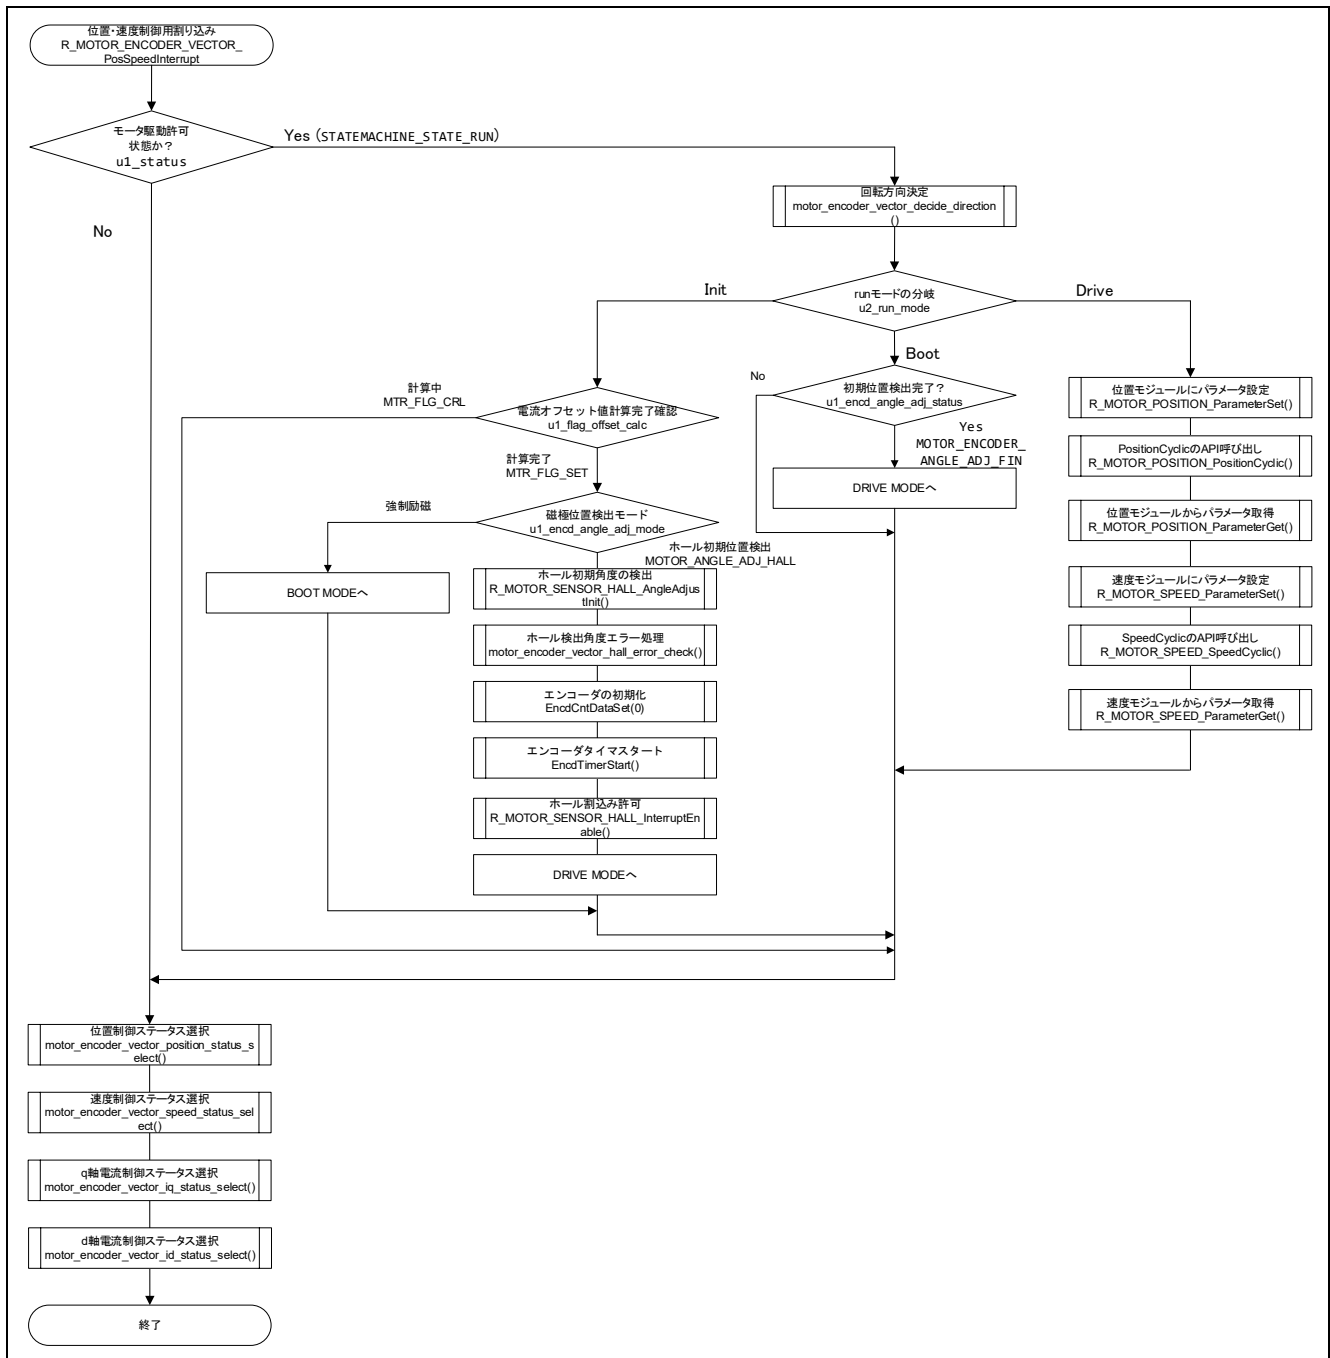 位置・速度制御用割り込み
R_MOTOR_ENCODER_VECTOR_
PosSpeedInterrupt
モータ駆動許可
状態か？
u1_status
Yes (STATEMACHINE_STATE_RUN)
No
回転方向決定
motor_encoder_vector_decide_direction
()
runモードの分岐
u2_run_mode
Init
Boot
Drive
計算中
MTR_FLG_CRL
電流オフセット値計算完了確認
u1_flag_offset_calc
計算完了
MTR_FLG_SET
強制励磁
磁極位置検出モード
u1_encd_angle_adj_mode
ホール初期位置検出
MOTOR_ANGLE_ADJ_HALL
BOOT MODEへ
ホール初期角度の検出
R_MOTOR_SENSOR_HALL_AngleAdjus
tInit()
ホール検出角度エラー処理
motor_encoder_vector_hall_error_check()
エンコーダの初期化
EncdCntDataSet(0)
エンコーダタイマスタート
EncdTimerStart()
ホール割込み許可
R_MOTOR_SENSOR_HALL_InterruptEn
able()
DRIVE MODEへ
No
初期位置検出完了？
u1_encd_angle_adj_status
Yes
MOTOR_ENCODER_
ANGLE_ADJ_FIN
DRIVE MODEへ
位置モジュールにパラメータ設定
R_MOTOR_POSITION_ParameterSet()
PositionCyclicのAPI呼び出し
R_MOTOR_POSITION_PositionCyclic()
位置モジュールからパラメータ取得
R_MOTOR_POSITION_ParameterGet()
速度モジュールにパラメータ設定
R_MOTOR_SPEED_ParameterSet()
SpeedCyclicのAPI呼び出し
R_MOTOR_SPEED_SpeedCyclic()
速度モジュールからパラメータ取得
R_MOTOR_SPEED_ParameterGet()
位置制御ステータス選択
motor_encoder_vector_position_status_s
elect()
速度制御ステータス選択
motor_encoder_vector_speed_status_sel
ect()
q軸電流制御ステータス選択
motor_encoder_vector_iq_status_select()
d軸電流制御ステータス選択
motor_encoder_vector_id_status_select()
終了